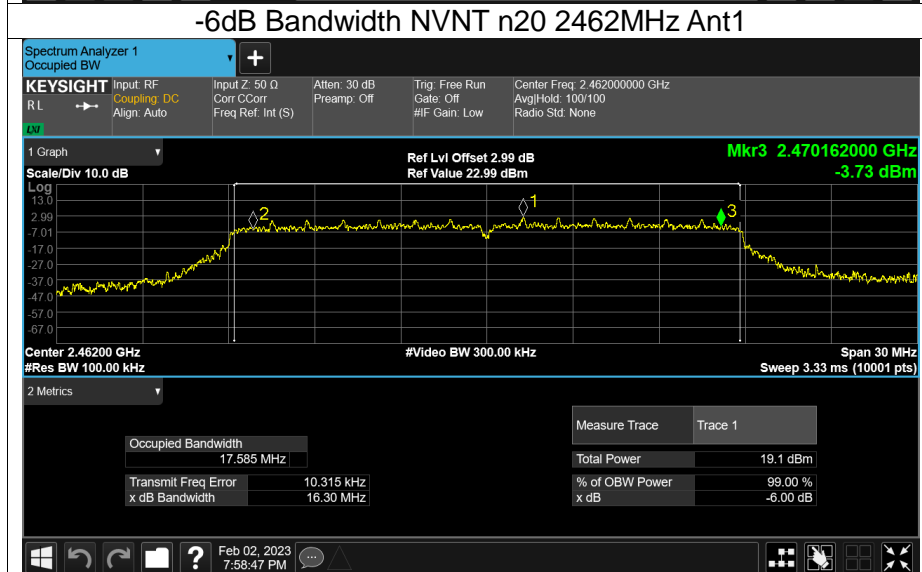 -6dB Bandwidth NVNT n20 2462MHz Ant1
Spectrum Analyzer 1
Occupied BW
▼
+
KEYSIGHT
RL
LXI
Input: RF
Coupling: DC
Align: Auto
Input Z: 50 Ω
Corr CCorr
Freq Ref: Int (S)
Atten: 30 dB
Preamp: Off
Trig: Free Run
Gate: Off
#IF Gain: Low
Center Freq: 2.462000000 GHz
Avg|Hold: 100/100
Radio Std: None
1 Graph ▼
Scale/Div 10.0 dB
Ref Lvl Offset 2.99 dB
Ref Value 22.99 dBm
Mkr3 2.470162000 GHz
-3.73 dBm
Log
13.0
2.99
-7.01
-17.0
-27.0
-37.0
-47.0
-57.0
-67.0
2
1
3
Center 2.46200 GHz
#Res BW 100.00 kHz
#Video BW 300.00 kHz
Span 30 MHz
Sweep 3.33 ms (10001 pts)
2 Metrics ▼
Measure Trace Trace 1
Occupied Bandwidth
17.585 MHz
Total Power 19.1 dBm
Transmit Freq Error 10.315 kHz
% of OBW Power 99.00 %
x dB Bandwidth 16.30 MHz
x dB -6.00 dB
?
Feb 02, 2023
7:58:47 PM